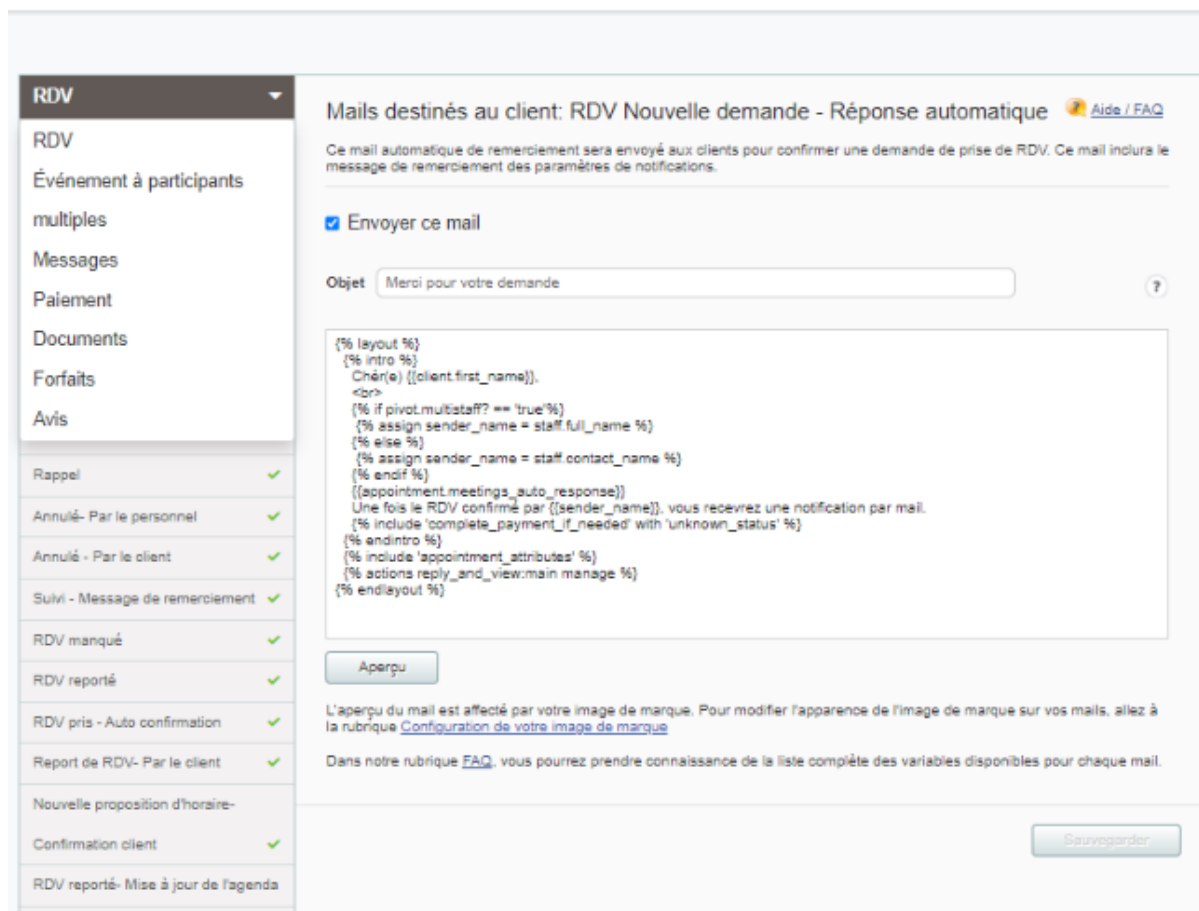 RDV
RDV
Événement à participants
multiples
Messages
Paiement
Documents
Forfaits
Avis
Rappel
Annulé- Par le personnel
Annulé - Par le client
Suivi - Message de remerciement
RDV manqué
RDV reporté
RDV pris - Auto confirmation
Report de RDV- Par le client
Nouvelle proposition d'horaire-
Confirmation client
RDV reporté- Mise à jour de l'agenda
Mails destinés au client: RDV Nouvelle demande - Réponse automatique
Aide / FAQ
Ce mail automatique de remerciement sera envoyé aux clients pour confirmer une demande de prise de RDV. Ce mail inclura le
message de remerciement des paramètres de notifications.
Envoyer ce mail
Objet Merci pour votre demande
?
{% layout %}
{% intro %}
Chér(e) {{client.first_name}},
<br>
{% if pivot.multistaff? == 'true'%}
{% assign sender_name = staff.full_name %}
{% else %}
{% assign sender_name = staff.contact_name %}
{% endif %}
{{appointment.meetings_auto_response}}
Une fois le RDV confirmé par {{sender_name}}, vous recevrez une notification par mail.
{% include 'complete_payment_if_needed' with 'unknown_status' %}
{% endintro %}
{% include 'appointment_attributes' %}
{% actions reply_and_view:main manage %}
{% endlayout %}
Aperçu
L'aperçu du mail est affecté par votre image de marque. Pour modifier l'apparence de l'image de marque sur vos mails, allez à
la rubrique Configuration de votre image de marque
Dans notre rubrique FAQ, vous pourrez prendre connaissance de la liste complète des variables disponibles pour chaque mail.
Sauvegarder